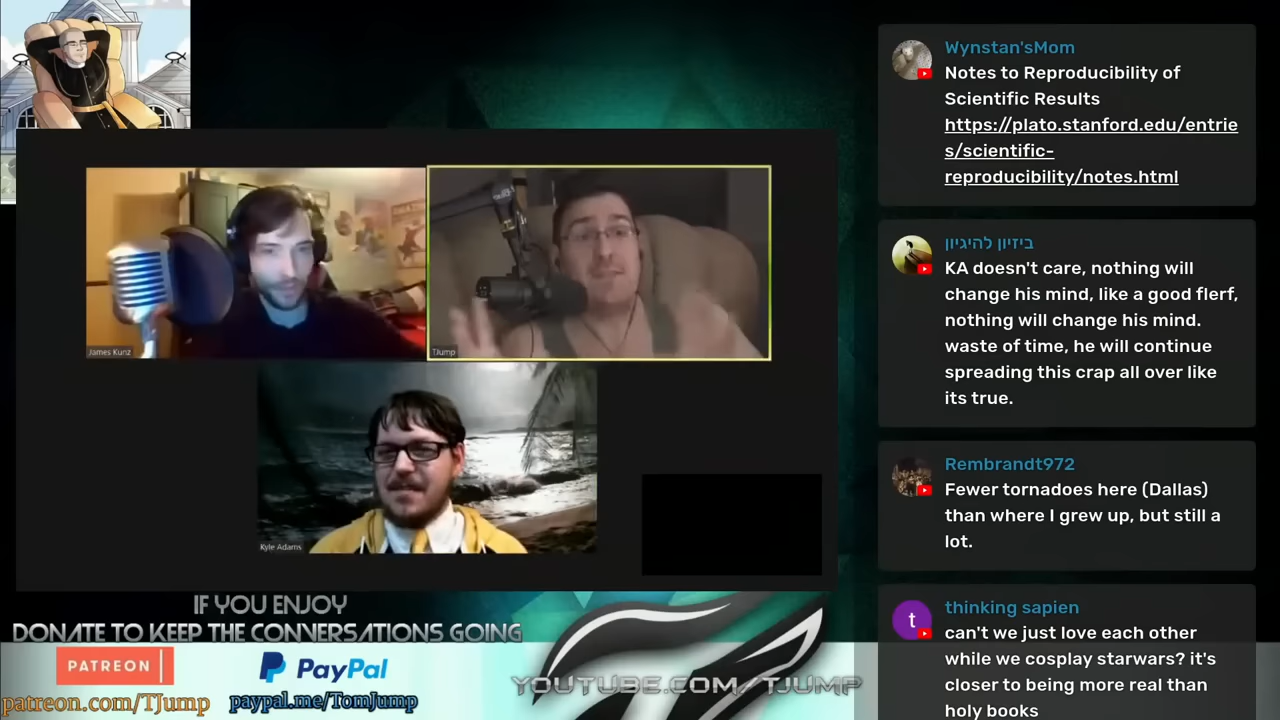 James Kunz
TJump
Kyle Adams
IF YOU ENJOY
DONATE TO KEEP THE CONVERSATIONS GOING
PATREON
PayPal
patreon.com/TJump
paypal.me/TomJump
YOUTUBE.COM/TJUMP
Wynstan'sMom
Notes to Reproducibility of
Scientific Results
https://plato.stanford.edu/entrie
s/scientific-
reproducibility/notes.html
ביזיון להיגיון
KA doesn't care, nothing will
change his mind, like a good flerf,
nothing will change his mind.
waste of time, he will continue
spreading this crap all over like
its true.
Rembrandt972
Fewer tornadoes here (Dallas)
than where I grew up, but still a
lot.
t
thinking sapien
can't we just love each other
while we cosplay starwars? it's
closer to being more real than
holy books